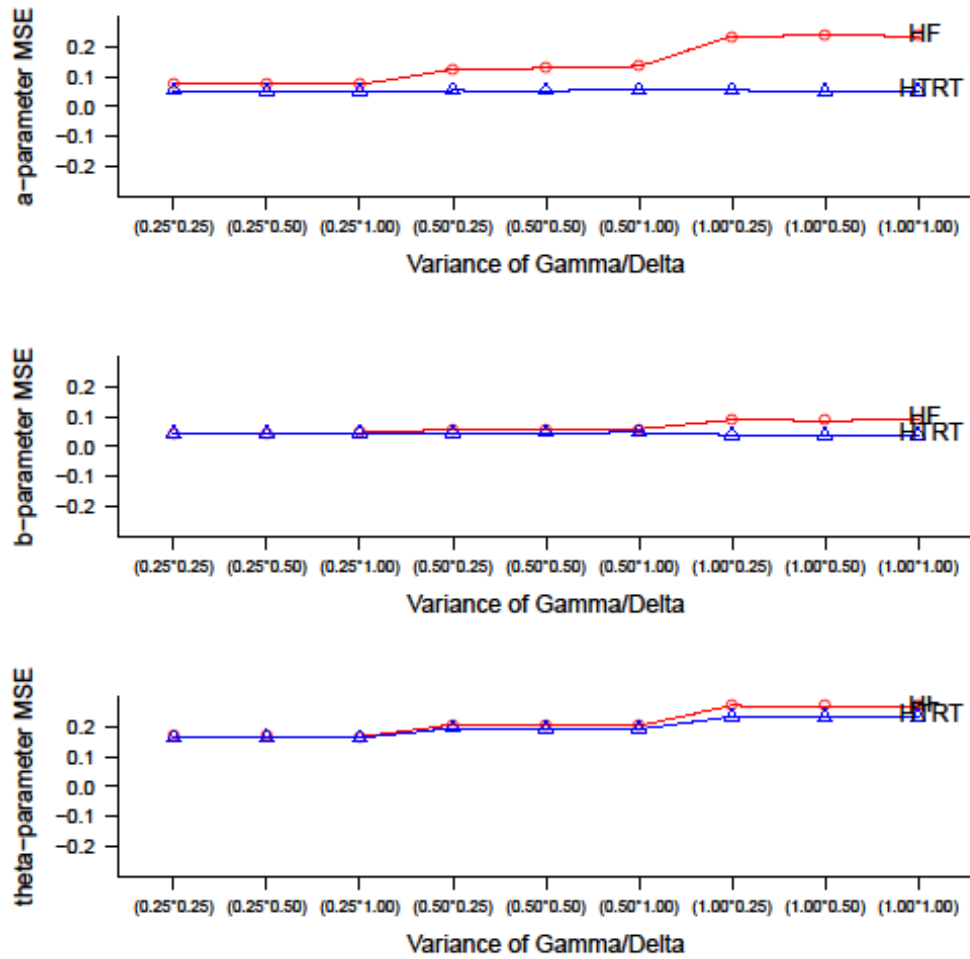 a-parameter MSE
0.2
0.1
0.0
-0.1
-0.2
HF
HTRT
(0.25*0.25) (0.25*0.50) (0.25*1.00) (0.50*0.25) (0.50*0.50) (0.50*1.00) (1.00*0.25) (1.00*0.50) (1.00*1.00)
Variance of Gamma/Delta
b-parameter MSE
0.2
0.1
0.0
-0.1
-0.2
HF
HTRT
(0.25*0.25) (0.25*0.50) (0.25*1.00) (0.50*0.25) (0.50*0.50) (0.50*1.00) (1.00*0.25) (1.00*0.50) (1.00*1.00)
Variance of Gamma/Delta
theta-parameter MSE
0.2
0.1
0.0
-0.1
-0.2
HF
HTRT
(0.25*0.25) (0.25*0.50) (0.25*1.00) (0.50*0.25) (0.50*0.50) (0.50*1.00) (1.00*0.25) (1.00*0.50) (1.00*1.00)
Variance of Gamma/Delta